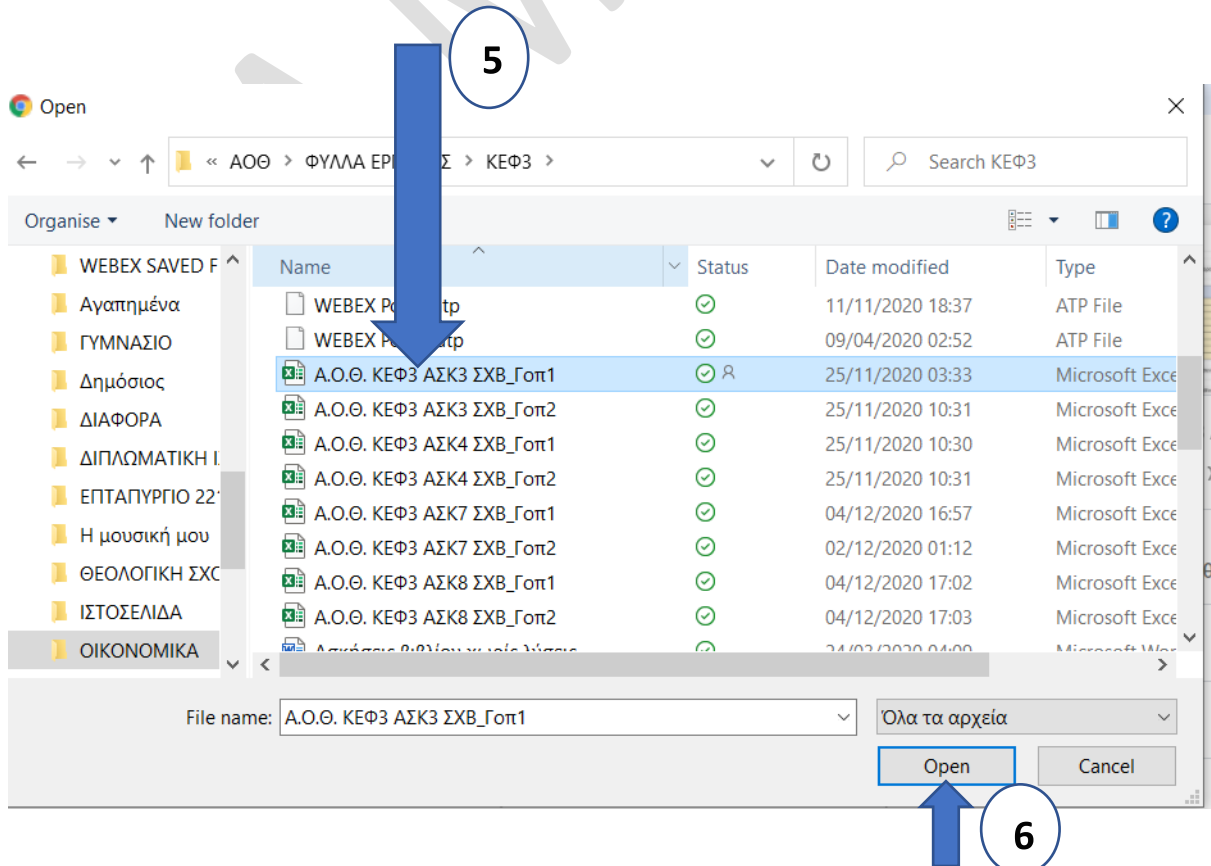 5
Open
« ΑΟΘ > ΦΥΛΛΑ > ΚΕΦ3 > Search ΚΕΦ3
Organise New folder
WEBEX SAVED F Name Status Date modified Type
Αγαπημένα WEBEX 11/11/2020 18:37 ATP File
ΓΥΜΝΑΣΙΟ WEBEX 09/04/2020 02:52 ATP File
Δημόσιος Α.Ο.Θ. ΚΕΦ3 ΑΣΚ3 ΣΧΒ_Γοπ1 25/11/2020 03:33 Microsoft Exce
ΔΙΑΦΟΡΑ Α.Ο.Θ. ΚΕΦ3 ΑΣΚ3 ΣΧΒ_Γοπ2 25/11/2020 10:31 Microsoft Exce
ΔΙΠΛΩΜΑΤΙΚΗ Α.Ο.Θ. ΚΕΦ3 ΑΣΚ4 ΣΧΒ_Γοπ1 25/11/2020 10:30 Microsoft Exce
ΕΠΤΑΠΥΡΓΙΟ 22 Α.Ο.Θ. ΚΕΦ3 ΑΣΚ4 ΣΧΒ_Γοπ2 25/11/2020 10:31 Microsoft Exce
Η μουσική μου Α.Ο.Θ. ΚΕΦ3 ΑΣΚ7 ΣΧΒ_Γοπ1 04/12/2020 16:57 Microsoft Exce
ΘΕΟΛΟΓΙΚΗ ΣΧΟ Α.Ο.Θ. ΚΕΦ3 ΑΣΚ7 ΣΧΒ_Γοπ2 02/12/2020 01:12 Microsoft Exce
ΙΣΤΟΣΕΛΙΔΑ Α.Ο.Θ. ΚΕΦ3 ΑΣΚ8 ΣΧΒ_Γοπ1 04/12/2020 17:02 Microsoft Exce
ΟΙΚΟΝΟΜΙΚΑ Α.Ο.Θ. ΚΕΦ3 ΑΣΚ8 ΣΧΒ_Γοπ2 04/12/2020 17:03 Microsoft Exce
Ασκήσεις βιβλίου χωρίς λύσεις
File name: Α.Ο.Θ. ΚΕΦ3 ΑΣΚ3 ΣΧΒ_Γοπ1 Όλα τα αρχεία
Open Cancel
6